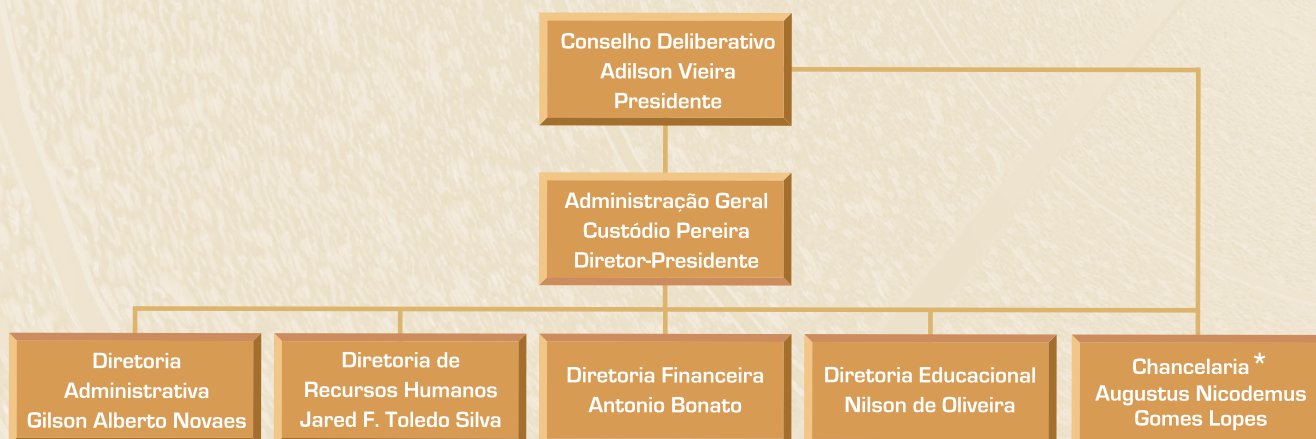 Conselho Deliberativo
Adilson Vieira
Presidente
Administração Geral
Custódio Pereira
Diretor-Presidente
Diretoria
Administrativa
Gilson Alberto Novaes
Diretoria de
Recursos Humanos
Jared F. Toledo Silva
Diretoria Financeira
Antonio Bonato
Diretoria Educacional
Nilson de Oliveira
Chancelaria *
Augustus Nicodemus
Gomes Lopes